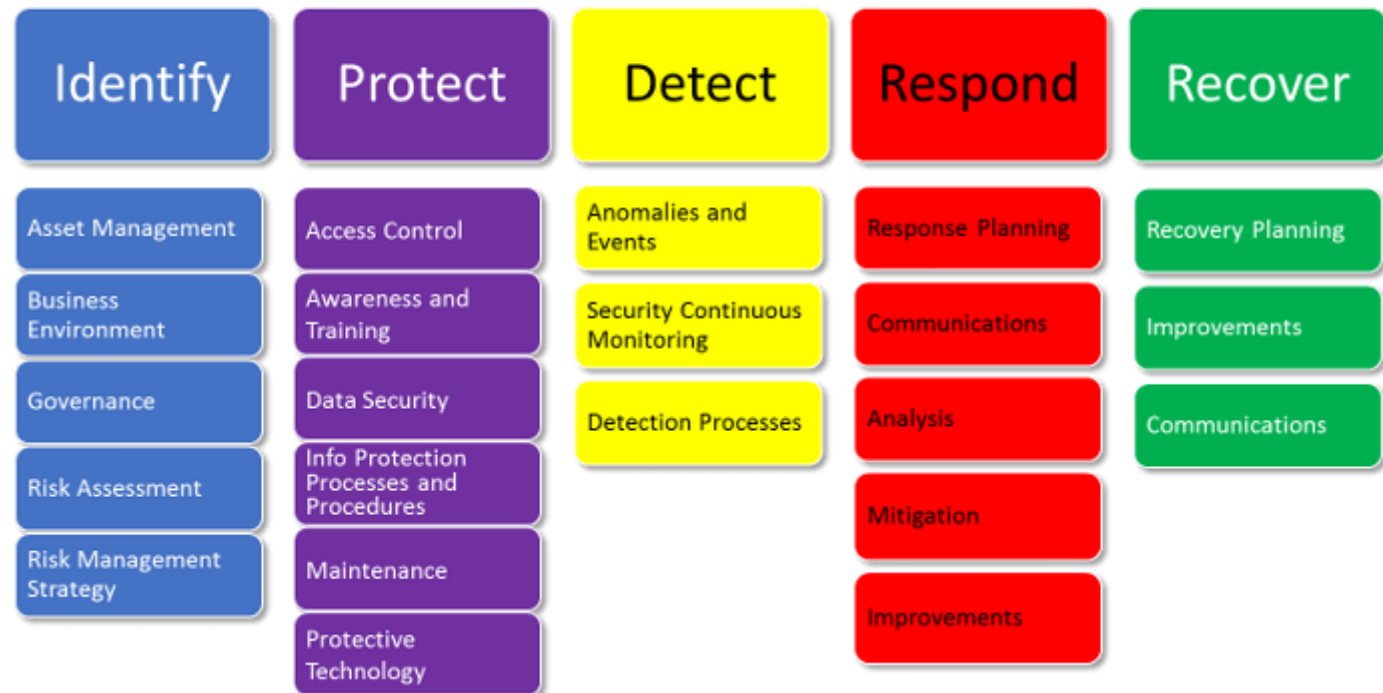 Identify
Protect
Detect
Respond
Recover
Asset Management
Business
Environment
Governance
Risk Assessment
Risk Management
Strategy
Access Control
Awareness and
Training
Data Security
Info Protection
Processes and
Procedures
Maintenance
Protective
Technology
Anomalies and
Events
Security Continuous
Monitoring
Detection Processes
Response Planning
Communications
Analysis
Mitigation
Improvements
Recovery Planning
Improvements
Communications